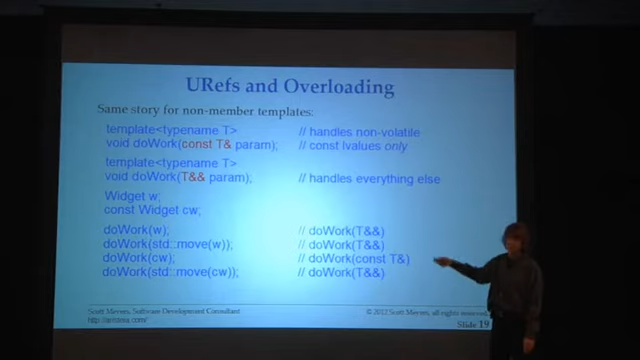 URefs and Overloading
Same story for non-member templates:
template<typename T> // handles non-volatile
void doWork(const T& param); // const lvalues only
template<typename T>
void doWork(T&& param); // handles everything else
Widget w;
const Widget cw;
doWork(w); // doWork(T&&)
doWork(std::move(w)); // doWork(T&&)
doWork(cw); // doWork(const T&)
doWork(std::move(cw)); // doWork(T&&)
Scott Meyers, Software Development Consultant © 2012 Scott Meyers, all rights reserved.
http://aristeia.com/ Slide 19